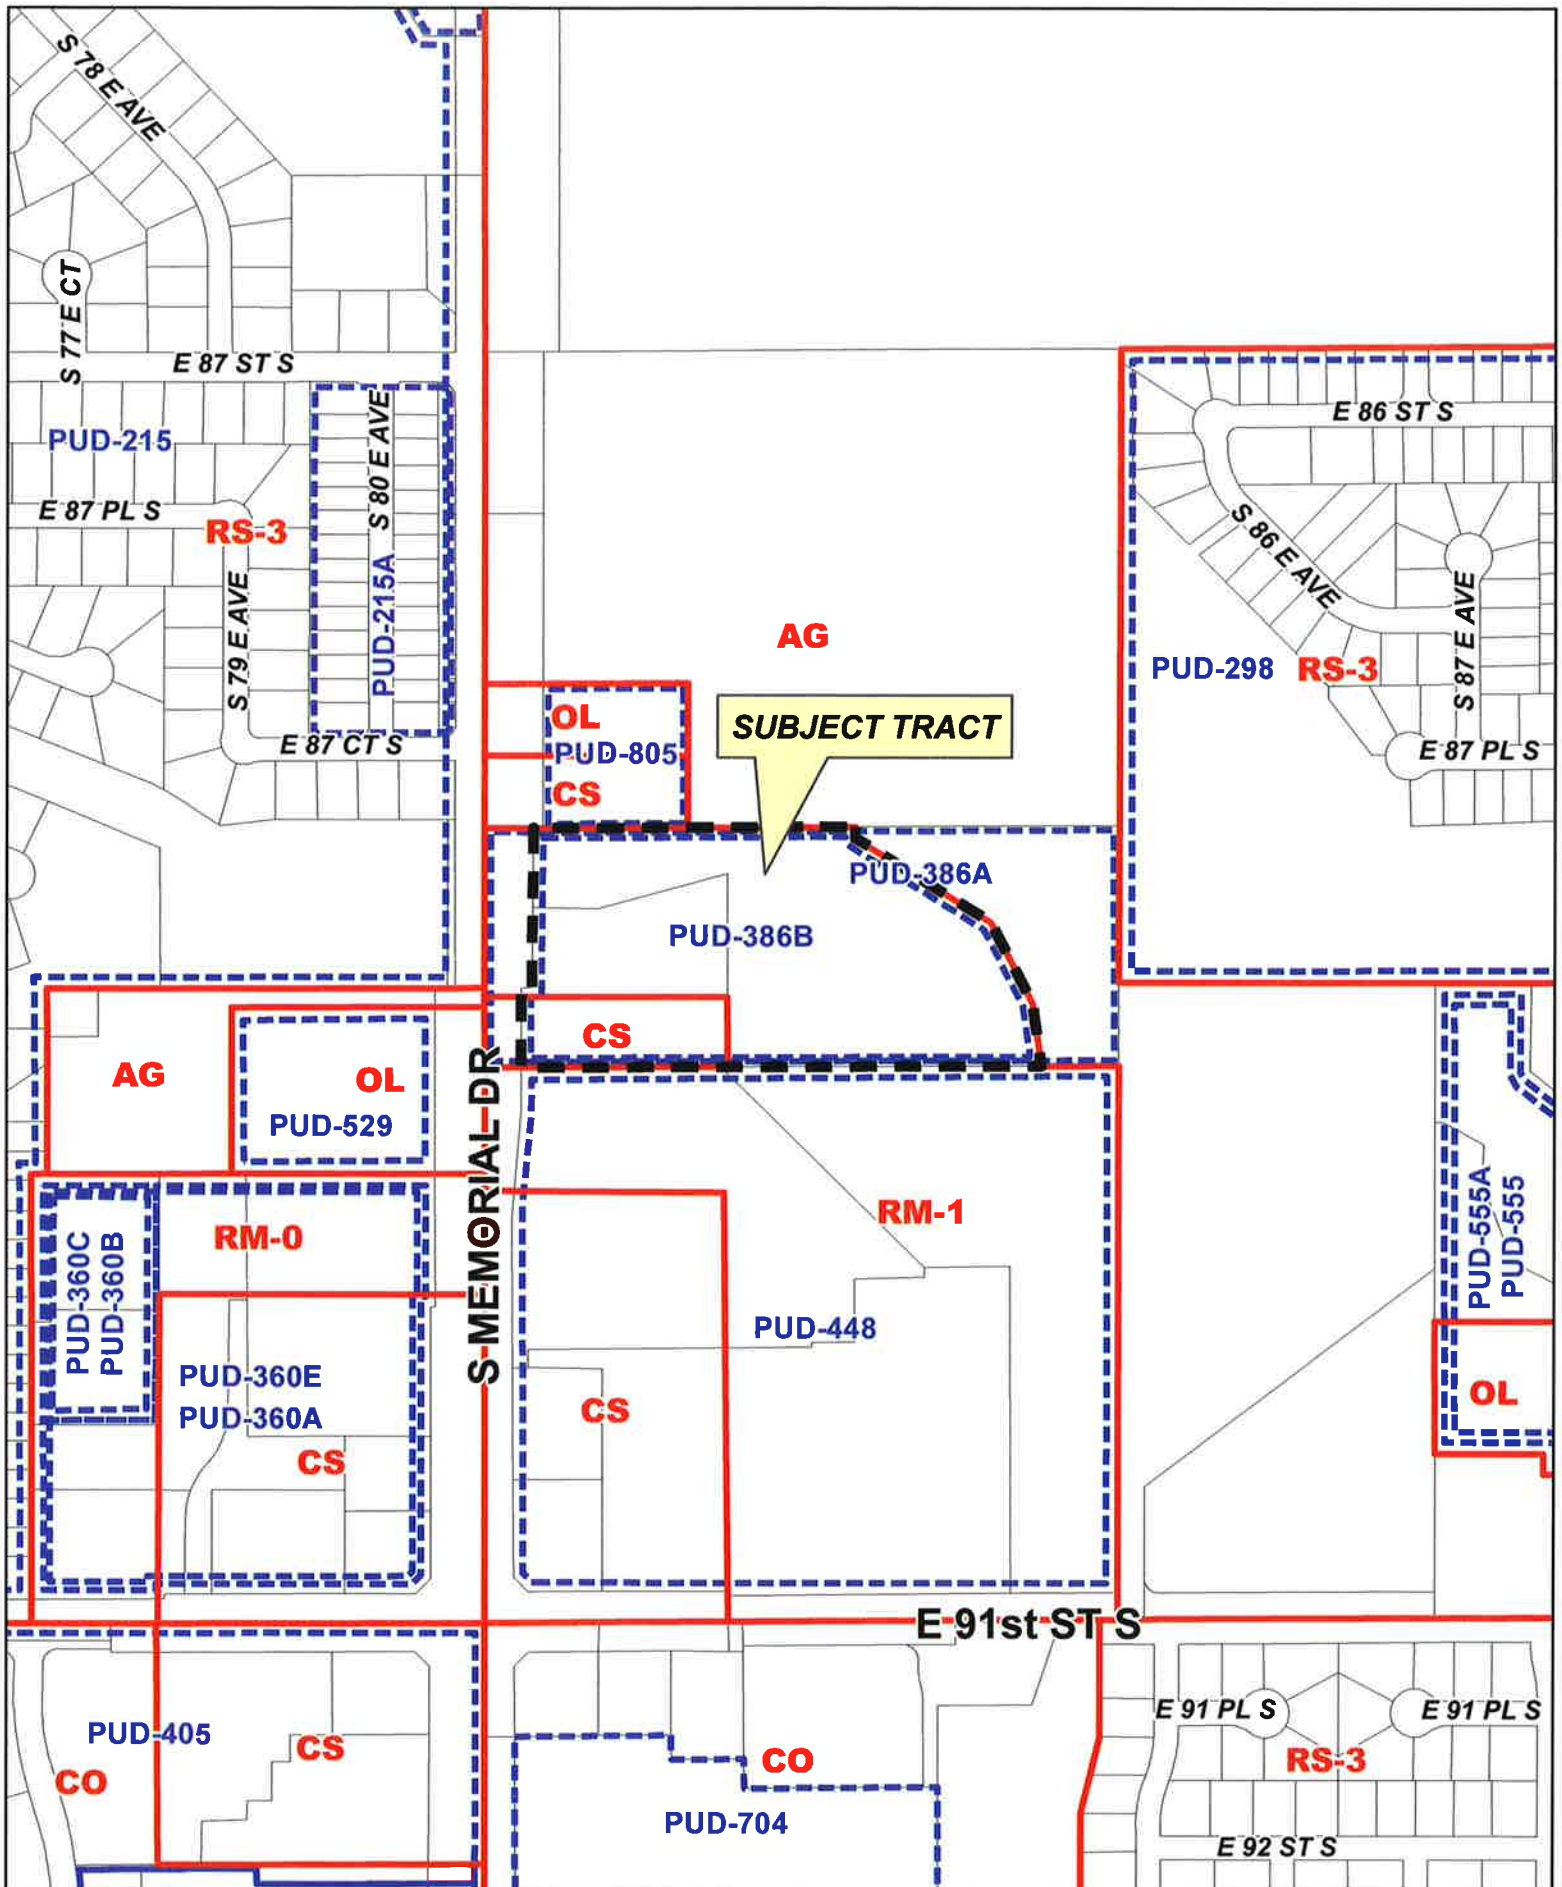 S 78 E AVE
S 77 E CT
E 87 ST S
E 86 ST S
PUD-215
S 80 E AVE
E 87 PL S
RS-3
S 86 E AVE
PUD-215A
S 79 E AVE
S 87 E AVE
AG
PUD-298
RS-3
OL
SUBJECT TRACT
E 87 CT S
PUD-805
E 87 PL S
CS
PUD-386A
PUD-386B
CS
AG
OL
PUD-529
S MEMORIAL DR
RM-1
PUD-555A
PUD-555
RM-0
PUD-360C
PUD-360B
PUD-448
PUD-360E
PUD-360A
CS
OL
CS
E 91st ST S
E 91 PL S
E 91 PL S
PUD-405
CS
CO
RS-3
CO
PUD-704
E 92 ST S